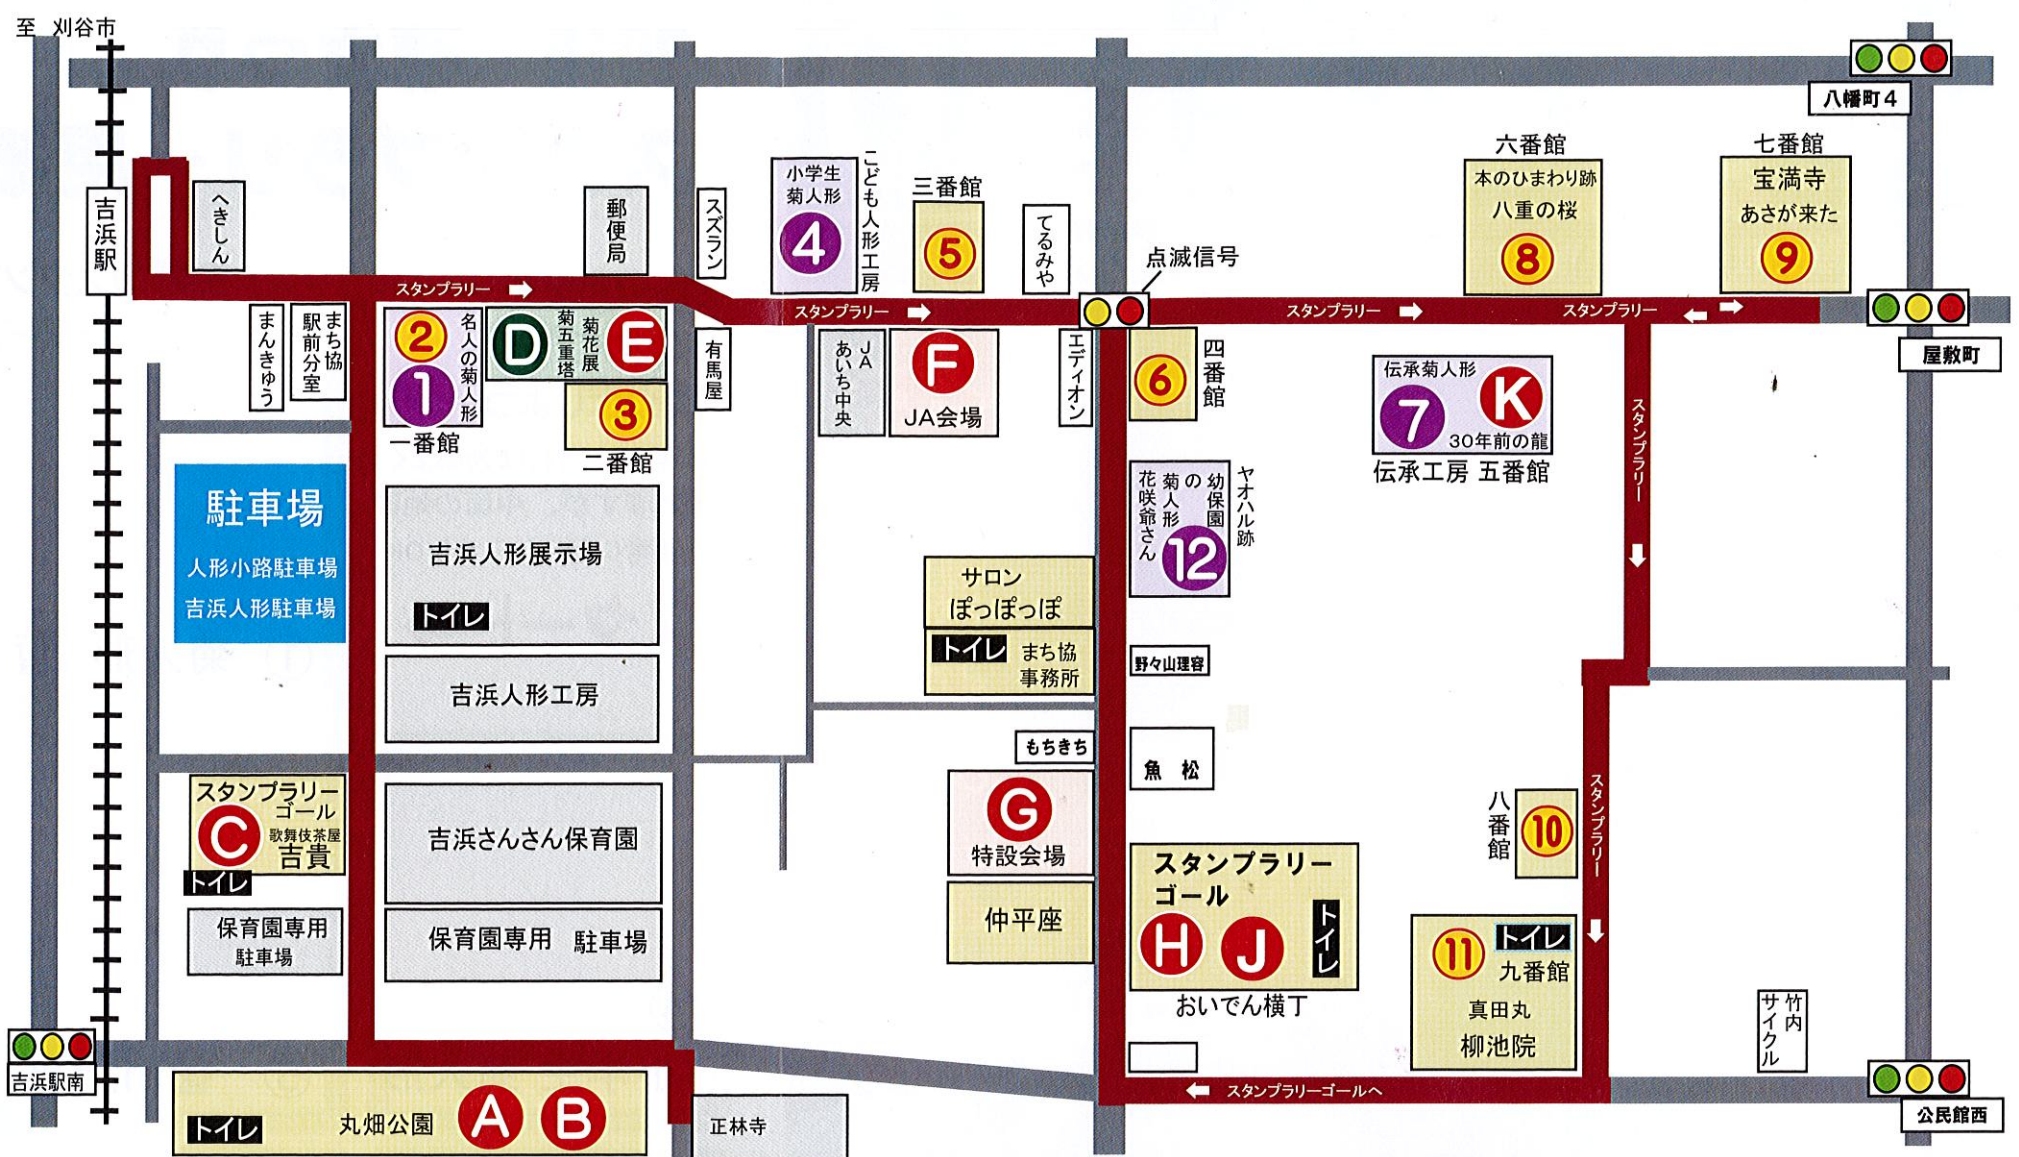 至 刈谷市
八幡町4
吉浜駅
へきしん
郵便局
スズラン
小学生
菊人形
4
こども人形工房
三番館
5
てるみや
点滅信号
六番館
本のひまわり跡
八重の桜
8
七番館
宝満寺
あさが来た
9
スタンプラリー
スタンプラリー
スタンプラリー
スタンプラリー
屋敷町
まんきゅう
まち協
駅前分室
2
1
名人の菊人形
一番館
D
菊五重塔
菊花展
E
3
二番館
有馬屋
JA
あいち中央
F
JA会場
エディオン
6
四番館
伝承菊人形
7
K
30年前の龍
伝承工房 五番館
スタンプラリー
駐車場
人形小路駐車場
吉浜人形駐車場
吉浜人形展示場
トイレ
吉浜人形工房
サロン
ぽっぽっぽ
トイレ
まち協
事務所
幼保園
の
菊人形
花咲爺さん
12
ヤオハル跡
野々山理容
もちきち
魚松
スタンプラリー
ゴール
C
歌舞伎茶屋
吉貴
トイレ
保育園専用
駐車場
吉浜さんさん保育園
保育園専用 駐車場
G
特設会場
仲平座
スタンプラリー
ゴール
H
J
トイレ
おいでん横丁
八番館
10
スタンプラリー
11
トイレ
九番館
真田丸
柳池院
竹内
サイクル
吉浜駅南
トイレ
丸畑公園
A
B
正林寺
スタンプラリーゴールへ
公民館西